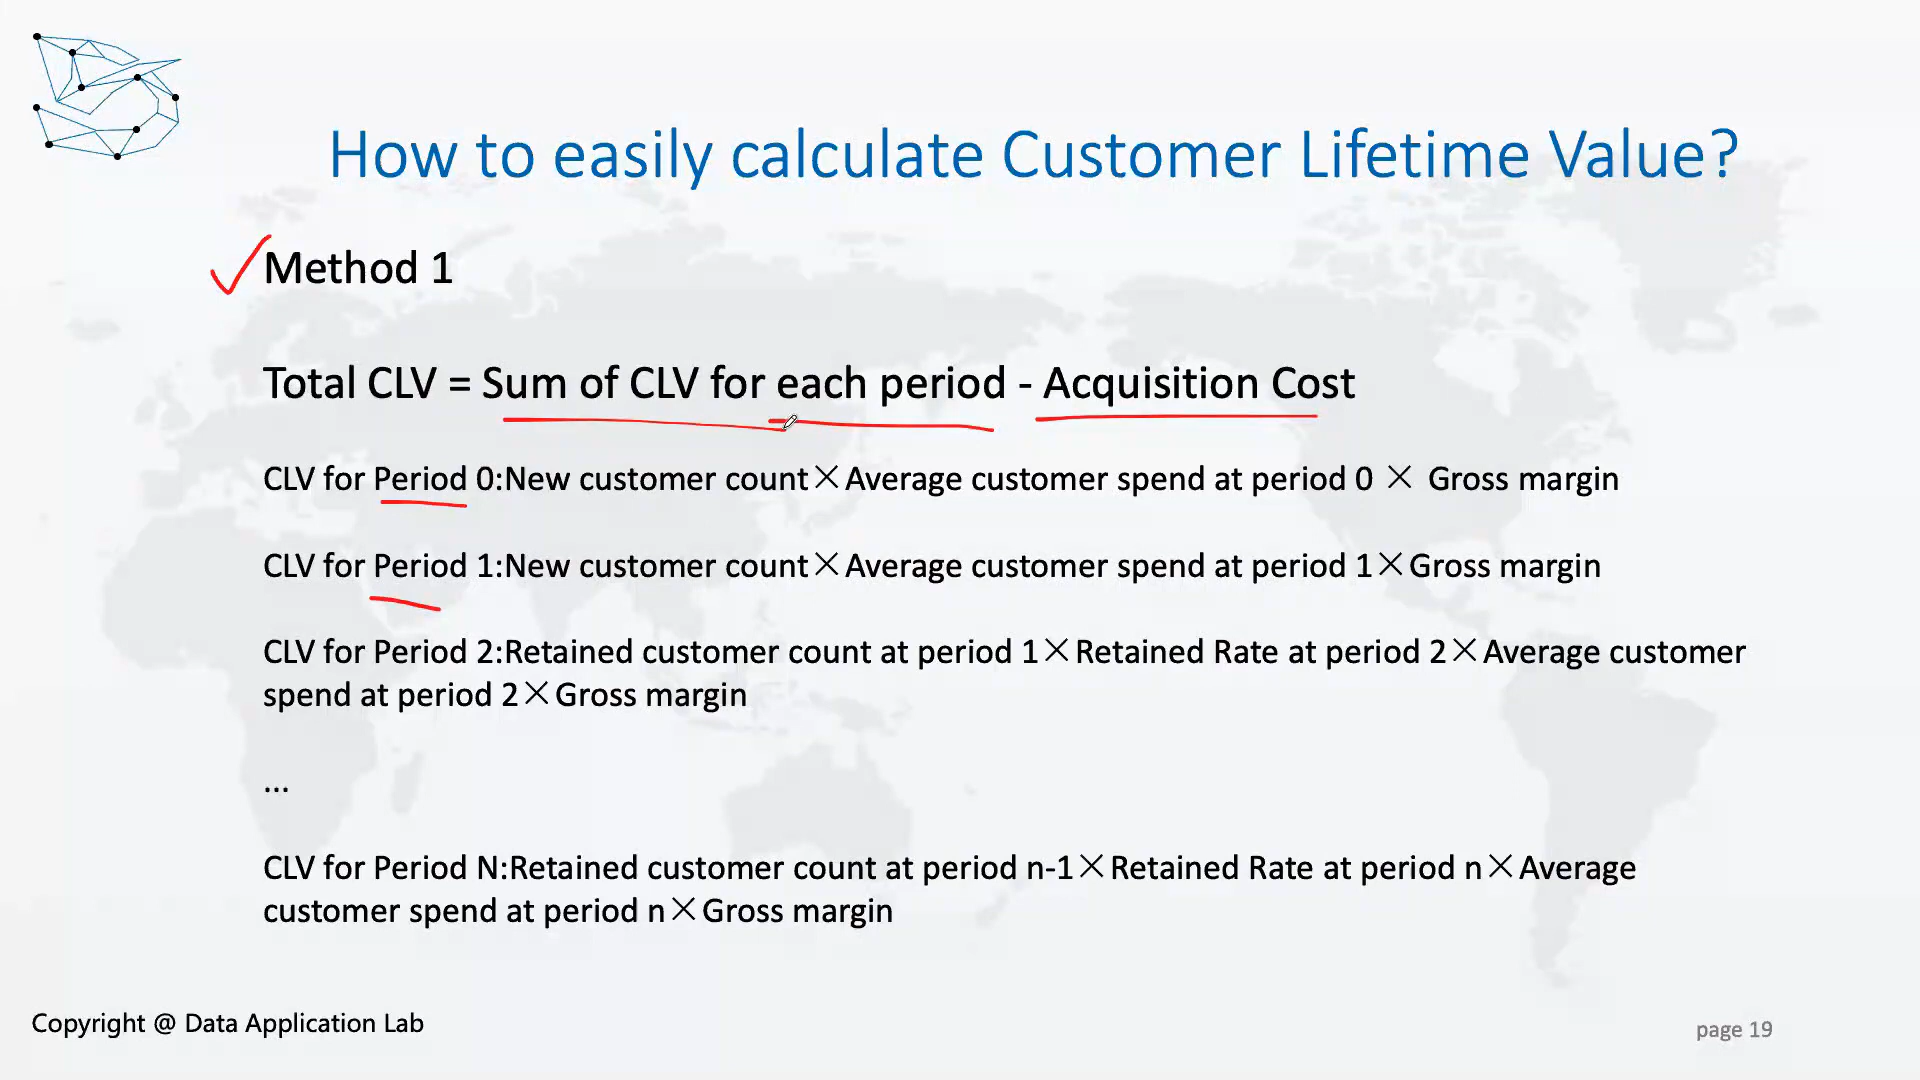 How to easily calculate Customer Lifetime Value?
Method 1
Total CLV = Sum of CLV for each period - Acquisition Cost
CLV for Period 0:New customer count×Average customer spend at period 0 × Gross margin
CLV for Period 1:New customer count×Average customer spend at period 1×Gross margin
CLV for Period 2:Retained customer count at period 1×Retained Rate at period 2×Average customer
spend at period 2×Gross margin
...
CLV for Period N:Retained customer count at period n-1×Retained Rate at period n×Average
customer spend at period n×Gross margin
Copyright @ Data Application Lab
page 19